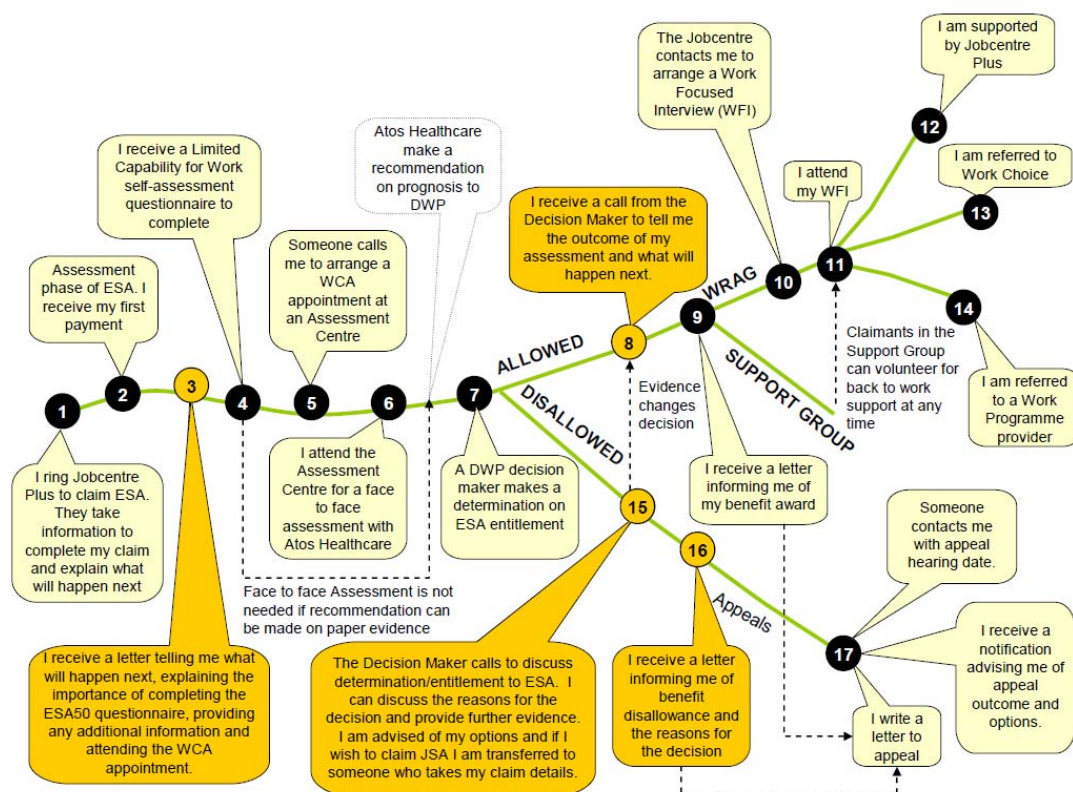 The Jobcentre
contacts me to
arrange a Work
Focused
Interview (WFI)
I am supported
by Jobcentre
Plus
12
I receive a Limited
Capability for Work
self-assessment
questionnaire to
complete
Atos Healthcare
make a
recommendation
on prognosis to
DWP
I receive a call from the
Decision Maker to tell me
the outcome of my
assessment and what will
happen next.
I attend
my WFI
I am referred to
Work Choice
13
Assessment
phase of ESA. I
receive my first
payment
Someone calls
me to arrange a
WCA
appointment at
an Assessment
Centre
1
2
3
4
5
6
7
ALLOWED
8
9
WRAG
10
11
14
DISALLOWED
SUPPORT GROUP
Evidence
changes
decision
Claimants in the
Support Group
can volunteer for
back to work
support at any
time
I am referred
to a Work
Programme
provider
I ring Jobcentre
Plus to claim ESA.
They take
information to
complete my claim
and explain what
will happen next
I attend the
Assessment
Centre for a face
to face
assessment with
Atos Healthcare
A DWP decision
maker makes a
determination on
ESA entitlement
I receive a letter
informing me of
my benefit award
15
16
Appeals
17
Someone
contacts me
with appeal
hearing date.
Face to face Assessment is not
needed if recommendation can
be made on paper evidence
I receive a letter telling me what
will happen next, explaining the
importance of completing the
ESA50 questionnaire, providing
any additional information and
attending the WCA
appointment.
The Decision Maker calls to discuss
determination/entitlement to ESA. I
can discuss the reasons for the
decision and provide further evidence.
I am advised of my options and if I
wish to claim JSA I am transferred to
someone who takes my claim details.
I receive a letter
informing me of
benefit
disallowance and
the reasons for
the decision
I write a
letter to
appeal
I receive a
notification
advising me of
appeal
outcome and
options.